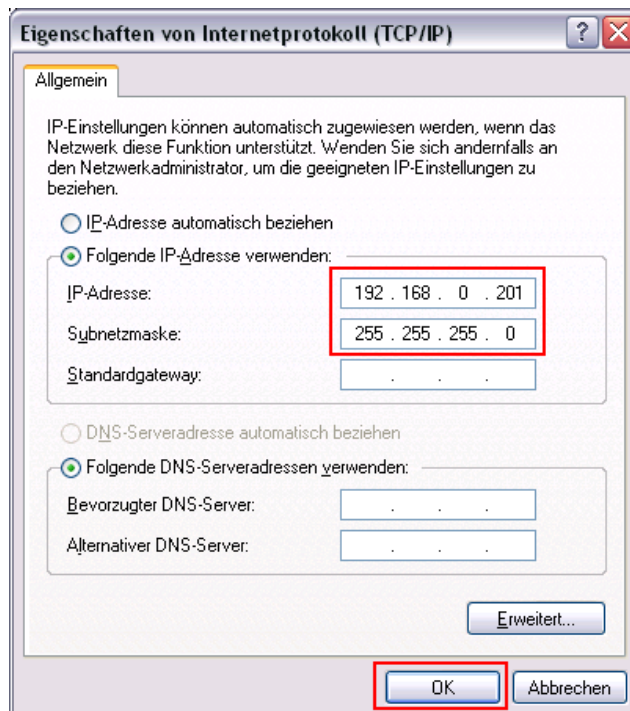 Eigenschaften von Internetprotokoll (TCP/IP)
?
Allgemein
IP-Einstellungen können automatisch zugewiesen werden, wenn das
Netzwerk diese Funktion unterstützt. Wenden Sie sich andernfalls an
den Netzwerkadministrator, um die geeigneten IP-Einstellungen zu
beziehen.
IP-Adresse automatisch beziehen
Folgende IP-Adresse verwenden:
IP-Adresse: 192 . 168 . 0 . 201
Subnetzmaske: 255 . 255 . 255 . 0
Standardgateway: . . .
DNS-Serveradresse automatisch beziehen
Folgende DNS-Serveradressen verwenden:
Bevorzugter DNS-Server: . . .
Alternativer DNS-Server: . . .
Erweitert...
OK Abbrechen